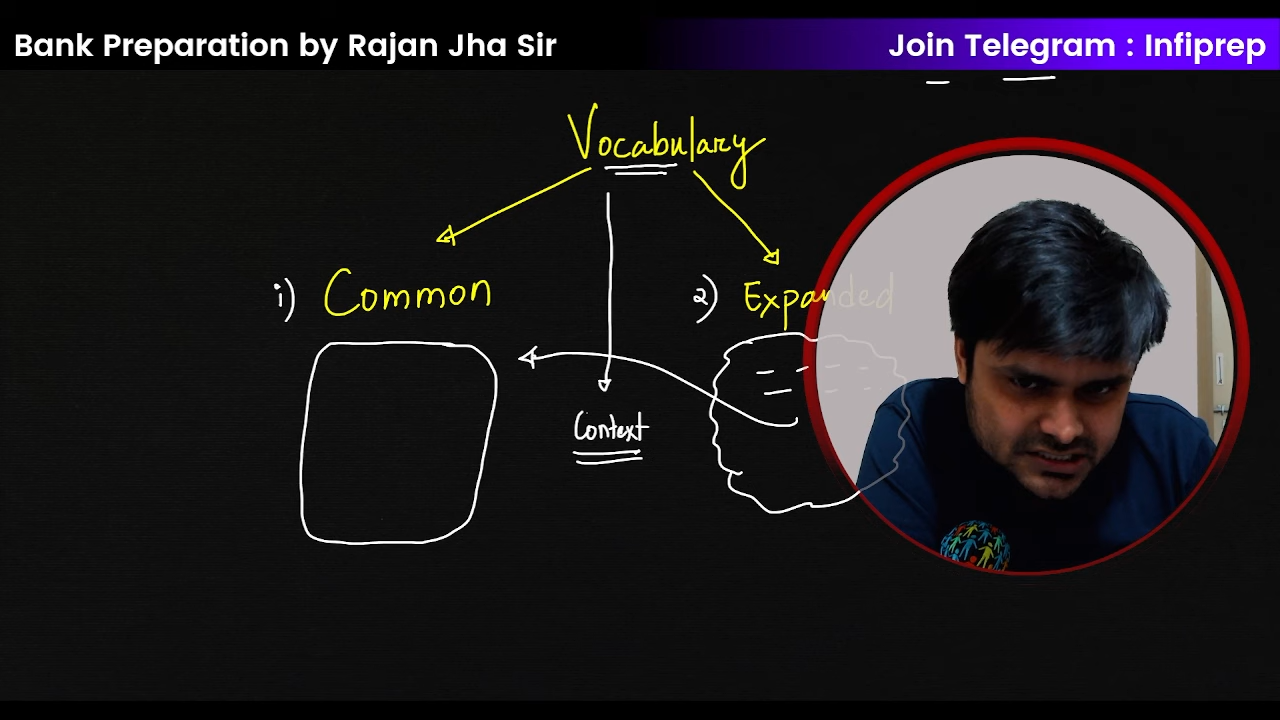 Bank Preparation by Rajan Jha Sir
Join Telegram : Infiprep
Vocabulary
i) Common
2) Expanded
Context